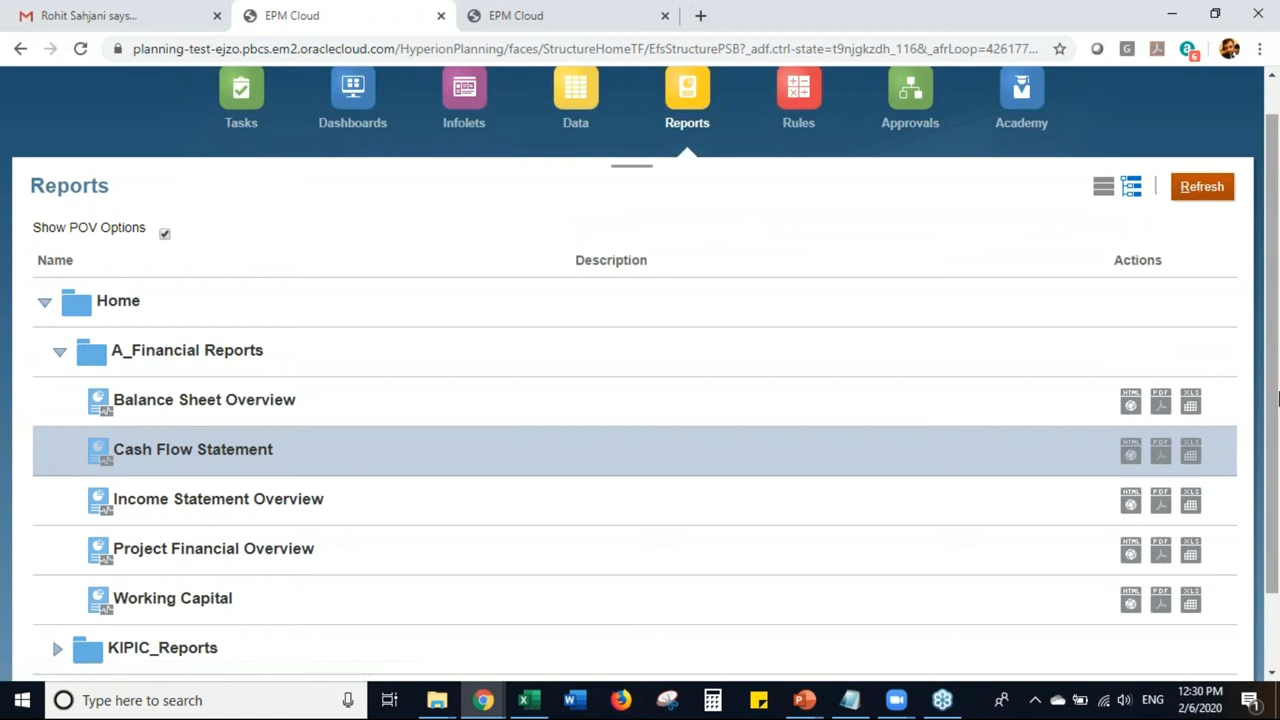 Rohit Sahjani says...
EPM Cloud
EPM Cloud
planning-test-ejzo.pbcs.em2.oraclecloud.com/HyperionPlanning/faces/StructureHomeTF/EfsStructurePSB?_adf.ctrl-state=t9njgkzdh_116&_afrLoop=426177...
Tasks
Dashboards
Infolets
Data
Reports
Rules
Approvals
Academy
Reports
Refresh
Show POV Options
Name
Description
Actions
Home
A_Financial Reports
Balance Sheet Overview
HTML PDF XLS
Cash Flow Statement
HTML PDF XLS
Income Statement Overview
HTML PDF XLS
Project Financial Overview
HTML PDF XLS
Working Capital
HTML PDF XLS
KIPIC_Reports
Type here to search
ENG
12:30 PM
2/6/2020